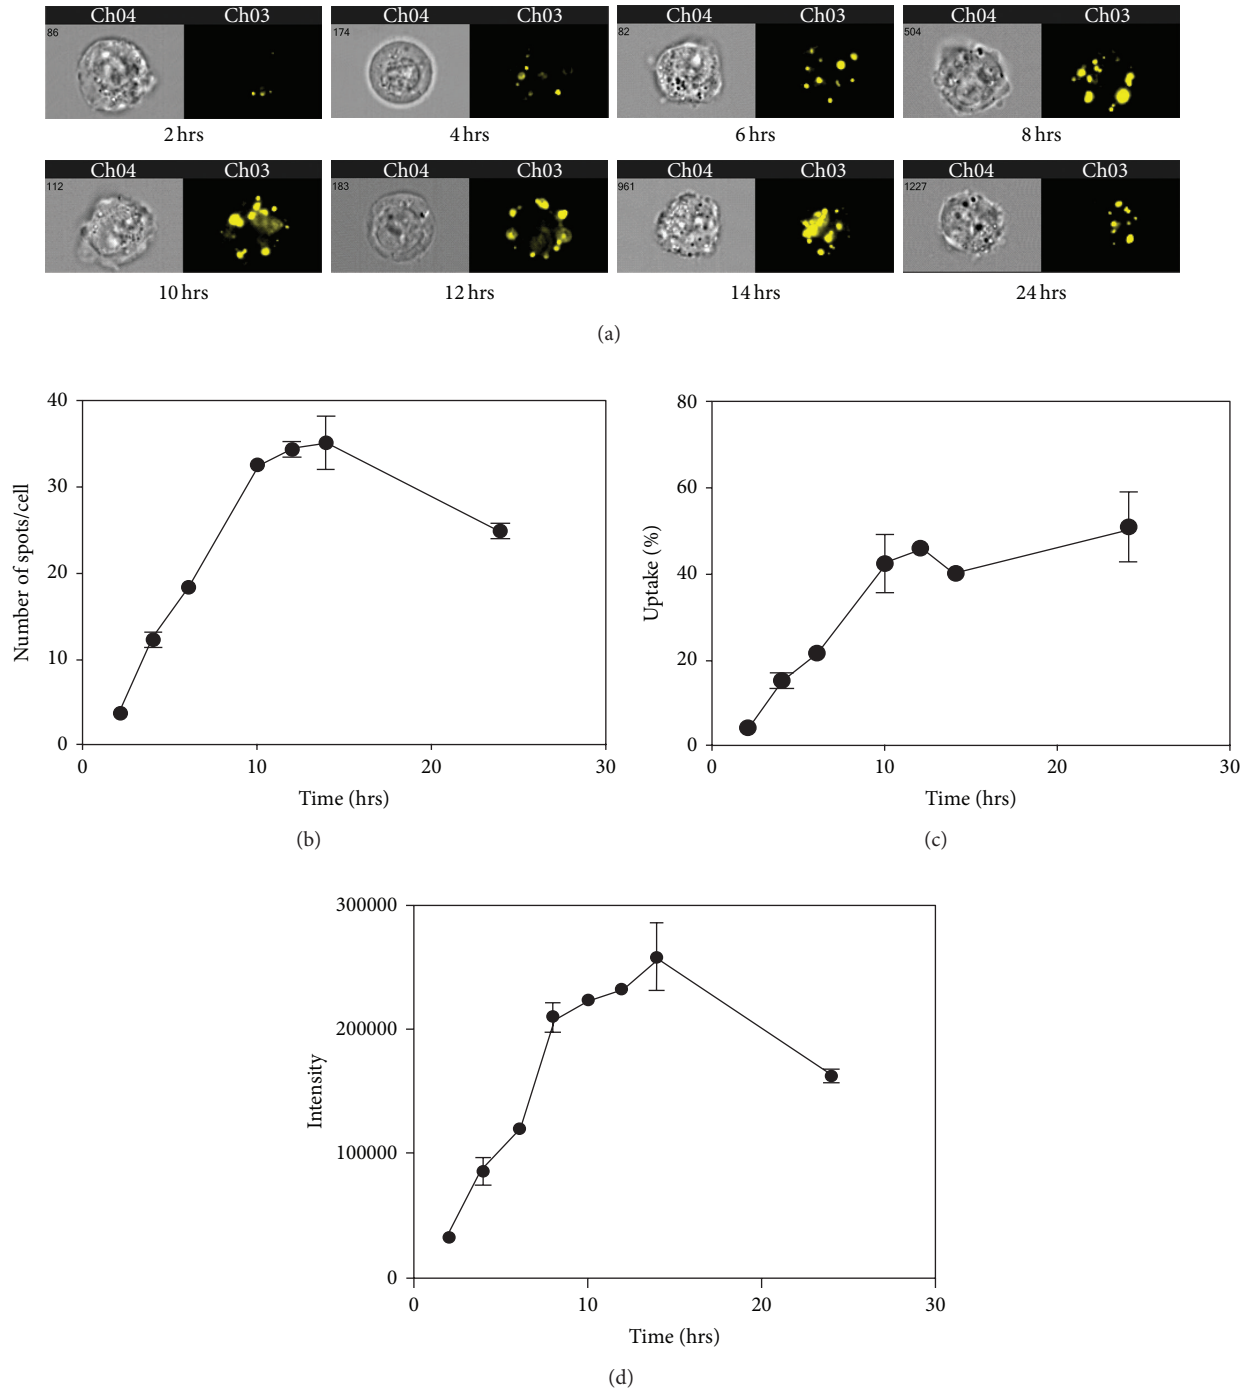 Ch04 Ch03 Ch04 Ch03 Ch04 Ch03 Ch04 Ch03
86 174 82 504
2 hrs 4 hrs 6 hrs 8 hrs
Ch04 Ch03 Ch04 Ch03 Ch04 Ch03 Ch04 Ch03
112 183 961 1227
10 hrs 12 hrs 14 hrs 24 hrs
(a)
Number of spots/cell
40
30
20
10
0
0 10 20 30
Time (hrs)
(b)
Uptake (%)
80
60
40
20
0
0 10 20 30
Time (hrs)
(c)
Intensity
300000
200000
100000
0
0 10 20 30
Time (hrs)
(d)